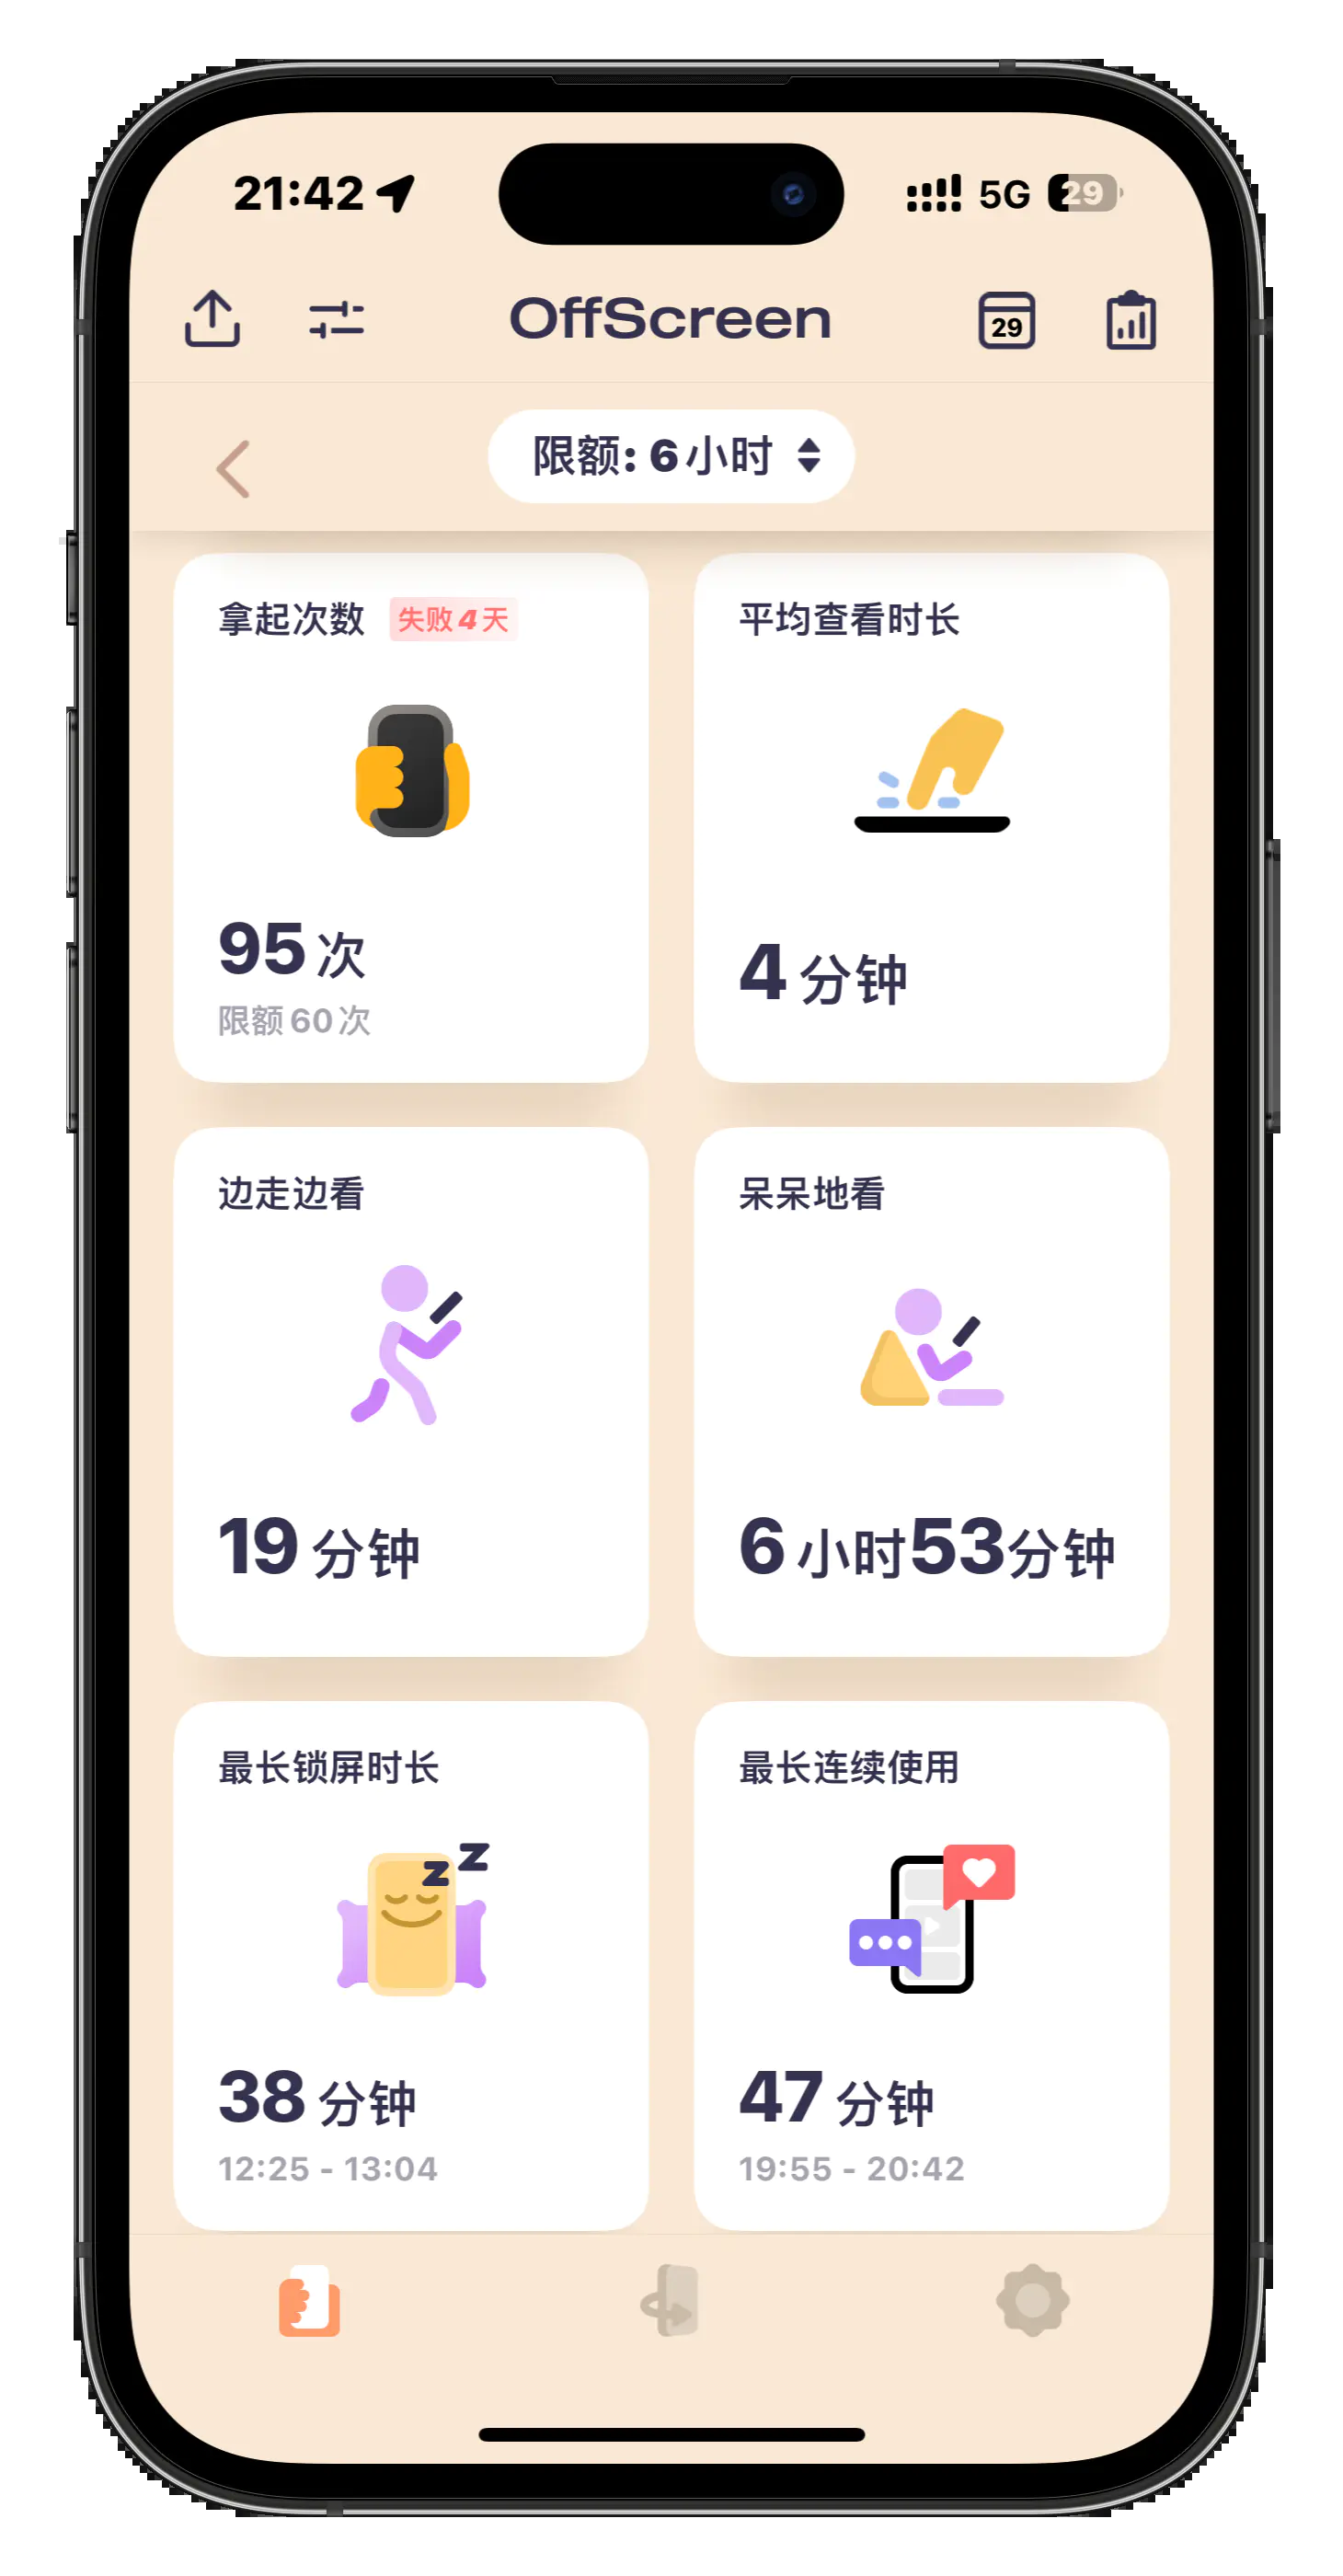 21:42 5G 29
OffScreen 29
限额: 6 小时
拿起次数 失败 4 天
平均查看时长
95 次
限额 60 次
4 分钟
边走边看
呆呆地看
19 分钟
6 小时53分钟
最长锁屏时长
最长连续使用
z z
38 分钟
12:25 - 13:04
47 分钟
19:55 - 20:42